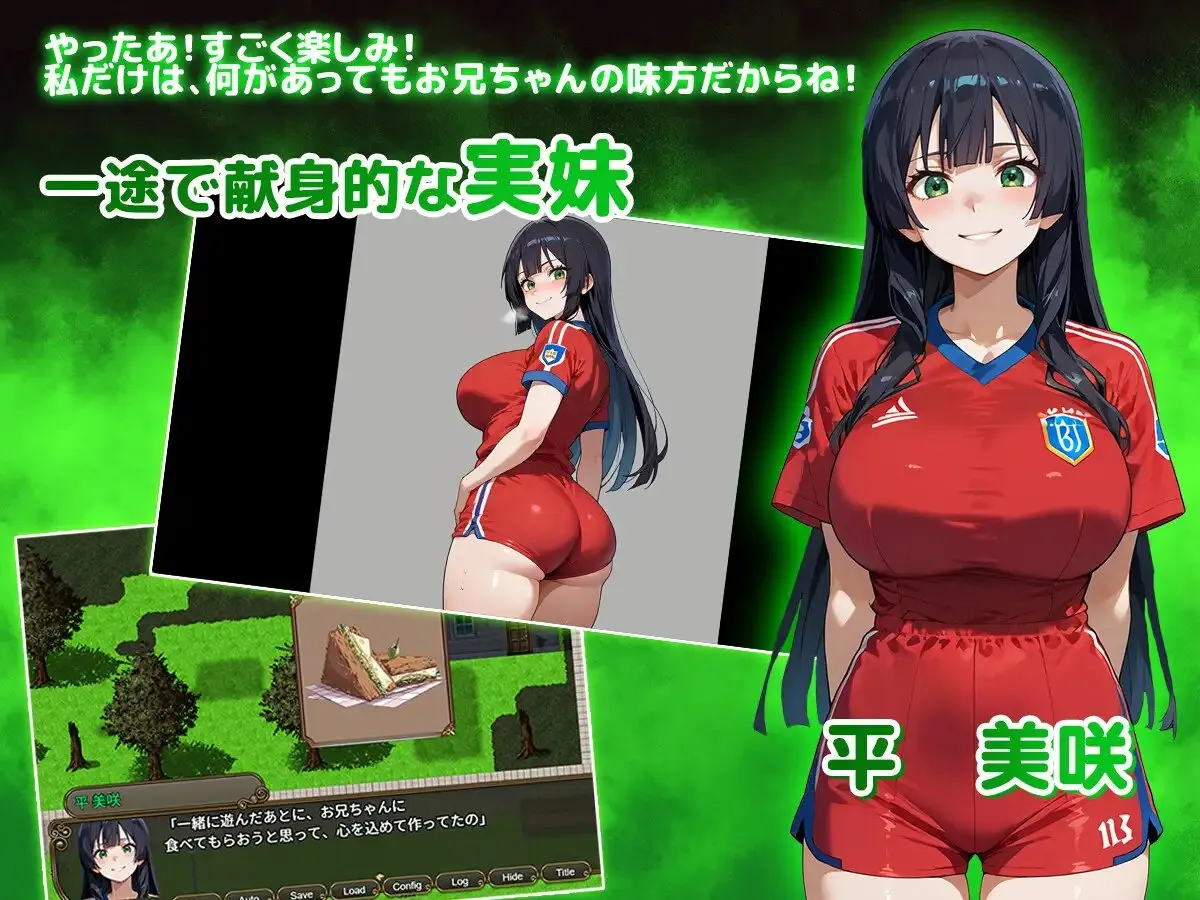 やったあ！すごく楽しみ！
私だけは、何があってもお兄ちゃんの味方だからね！
一途で献身的な実妹
BJ
平 美咲
113
平 美咲
「一緒に遊んだあとに、お兄ちゃんに
食べてもらおうと思って、心を込めて作ってたの」
Auto Save Load Config Log Hide Title